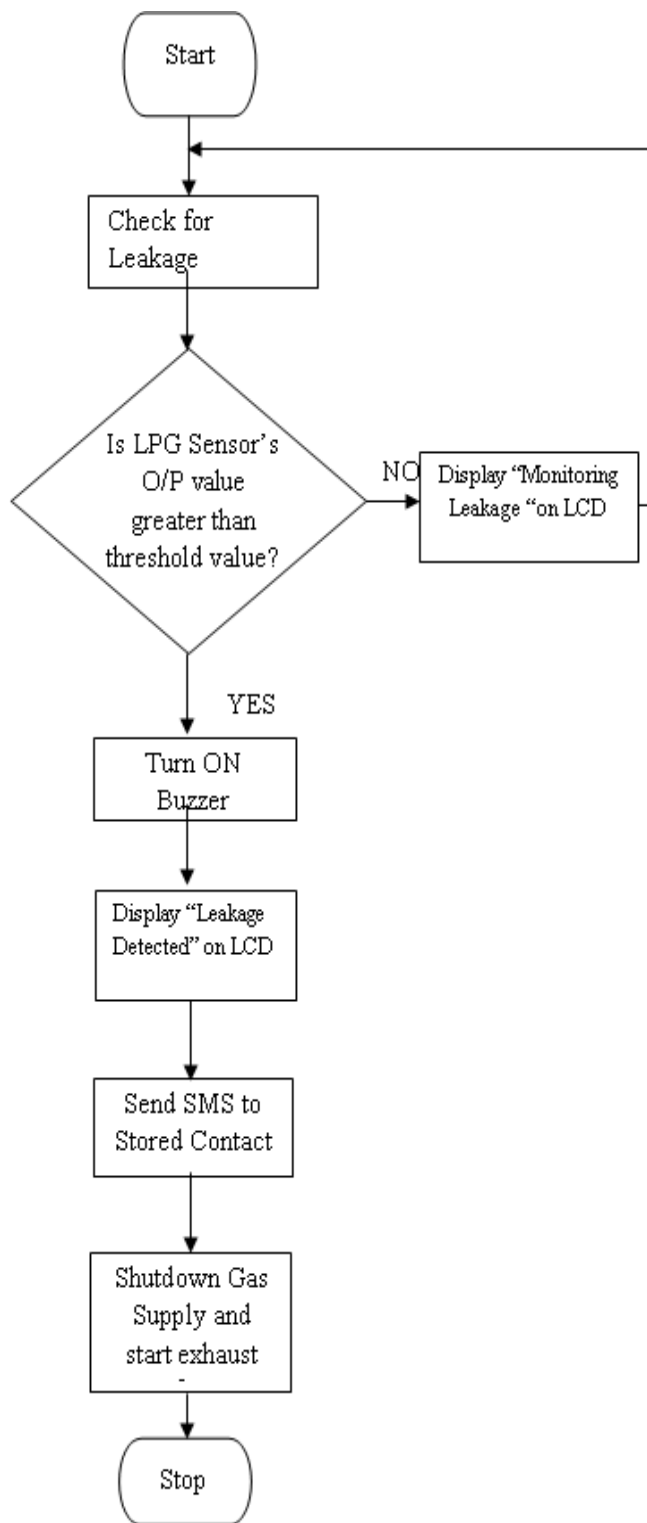 Start
Check for
Leakage
Is LPG Sensor's
O/P value
greater than
threshold value?
NO
Display “Monitoring
Leakage “on LCD
YES
Turn ON
Buzzer
Display “Leakage
Detected” on LCD
Send SMS to
Stored Contact
Shutdown Gas
Supply and
start exhaust
-
Stop